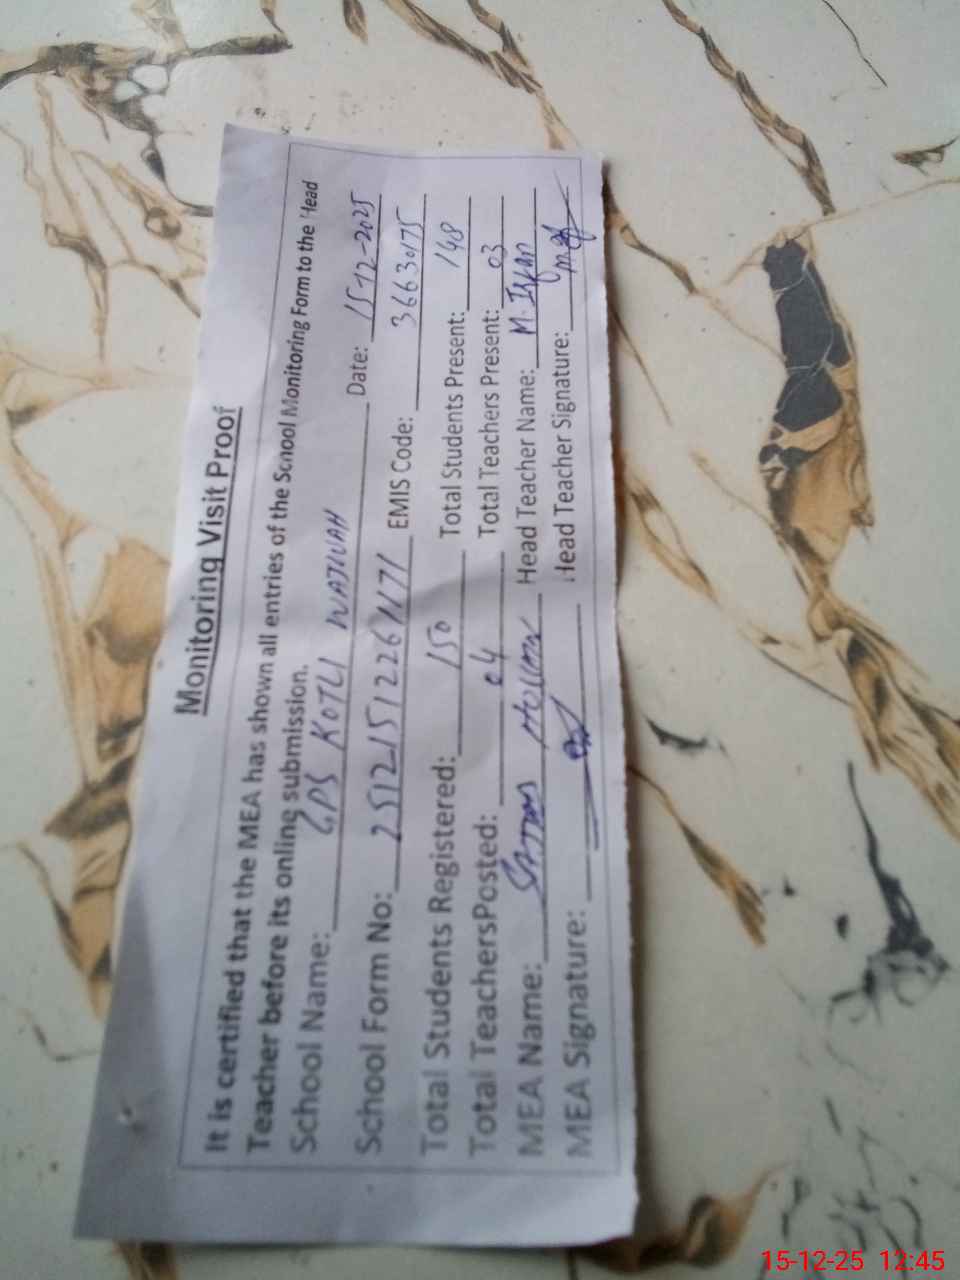 Monitoring Visit Proof
It is certified that the MEA has shown all entries of the School Monitoring Form to the Head
Teacher before its online submission.
School Name: GPS KOTLI WAJWAH Date: 15-12-2025
School Form No: 251215122611171 EMIS Code: 36630175
Total Students Registered: 150 Total Students Present: 148
Total TeachersPosted: 04 Total Teachers Present: 03
MEA Name: Head Teacher Name: M. Irfan
MEA Signature: Head Teacher Signature:
15-12-25 12:45